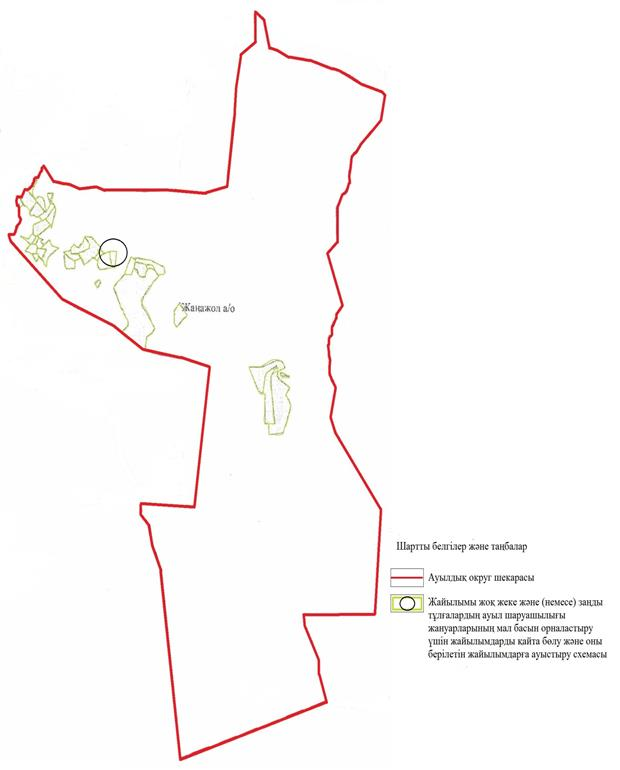 Жаңажол а/о
Шартты белгілер және таңбалар
Ауылдық округ шекарасы
Жайылымы жоқ жеке және (немесе) заңды
тұлғалардың ауыл шаруашылығы
жануарларының мал басын орналастыру
үшін жайылымдарды қайта бөлу және оны
берілетін жайылымдарға ауыстыру схемасы